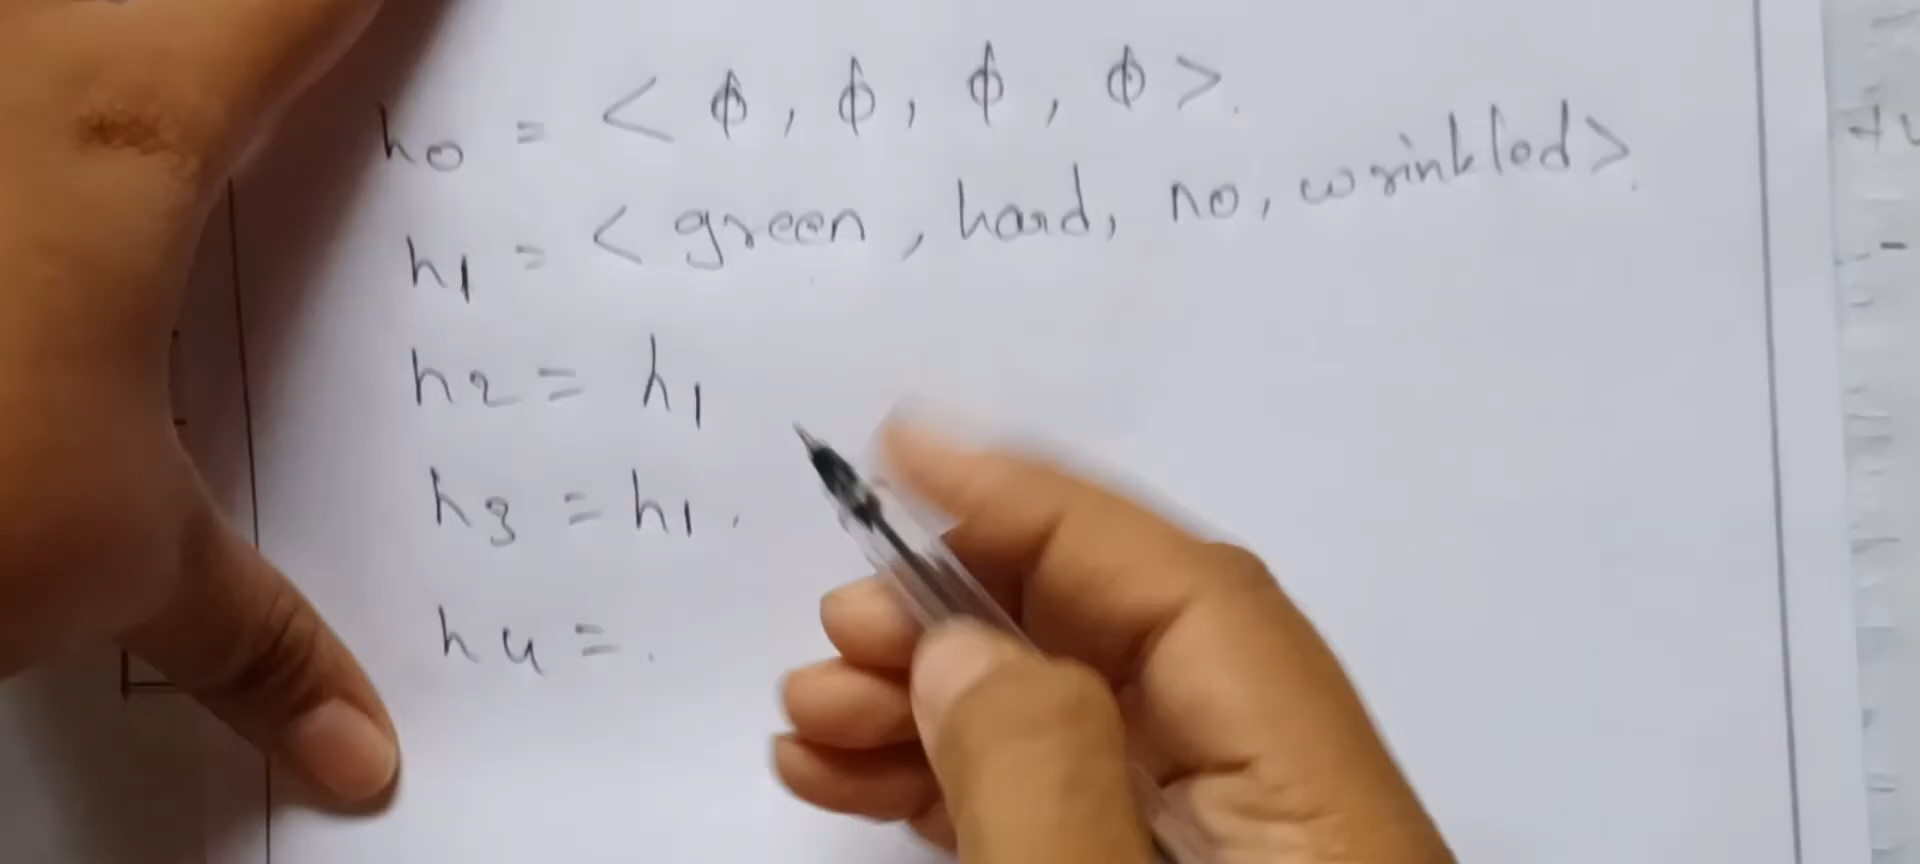 h0 = < ϕ, ϕ, ϕ, ϕ >.
h1 = < green, hard, no, wrinkled >.
h2 = h1
h3 = h1.
h4 = .